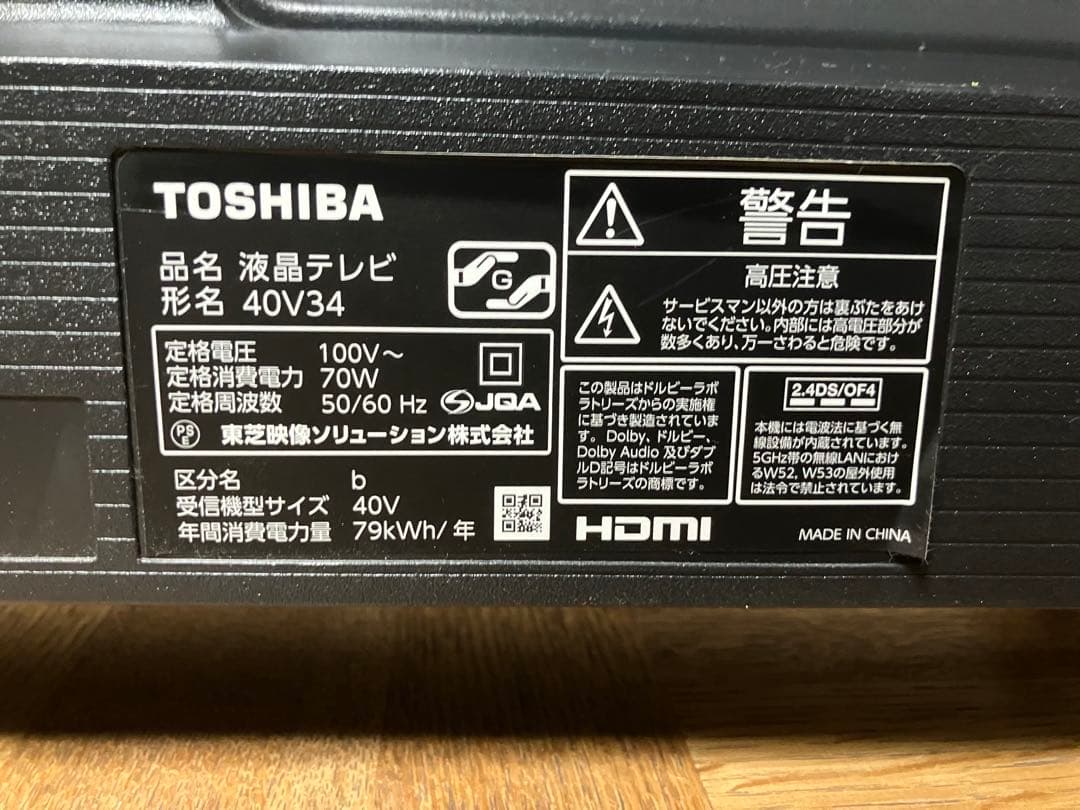 TOSHIBA
品名 液晶テレビ
形名 40V34
G
定格電圧 100V～
定格消費電力 70W
定格周波数 50/60 Hz
JQA
PS
E
東芝映像ソリューション株式会社
区分名 b
受信機型サイズ 40V
年間消費電力量 79kWh/年
警告
高圧注意
サービスマン以外の方は裏ぶたをあけ
ないでください。内部には高電圧部分が
数多くあり、万一さわると危険です。
この製品はドルビーラボ
ラトリーズからの実施権
に基づき製造されていま
す。Dolby、ドルビー、
Dolby Audio 及びダブ
ルD記号はドルビーラボ
ラトリーズの商標です。
2.4DS/OF4
本機には電波法に基づく無
線設備が内蔵されています。
5GHz帯の無線LANにおけ
るW52, W53の屋外使用
は法令で禁止されています。
HDMI
MADE IN CHINA